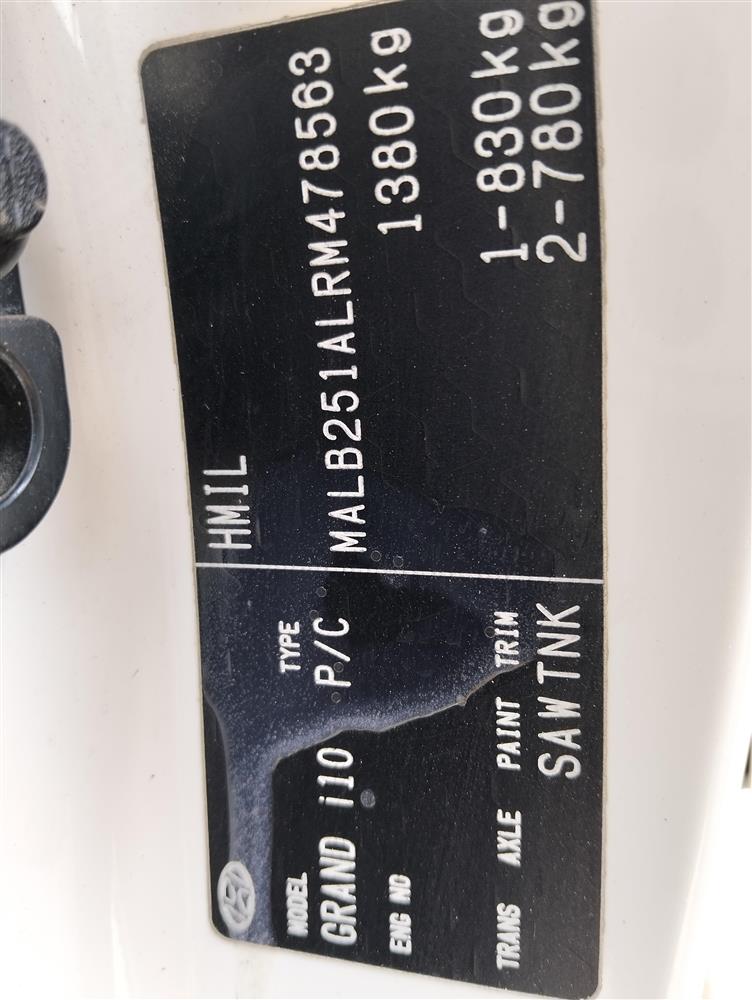 HMIL
MODEL TYPE
GRAND i10 P/C MALB251ALRM478563
ENG NO 1380kg
TRANS AXLE PAINT TRIM 1-830kg
SAW TNK 2-780kg